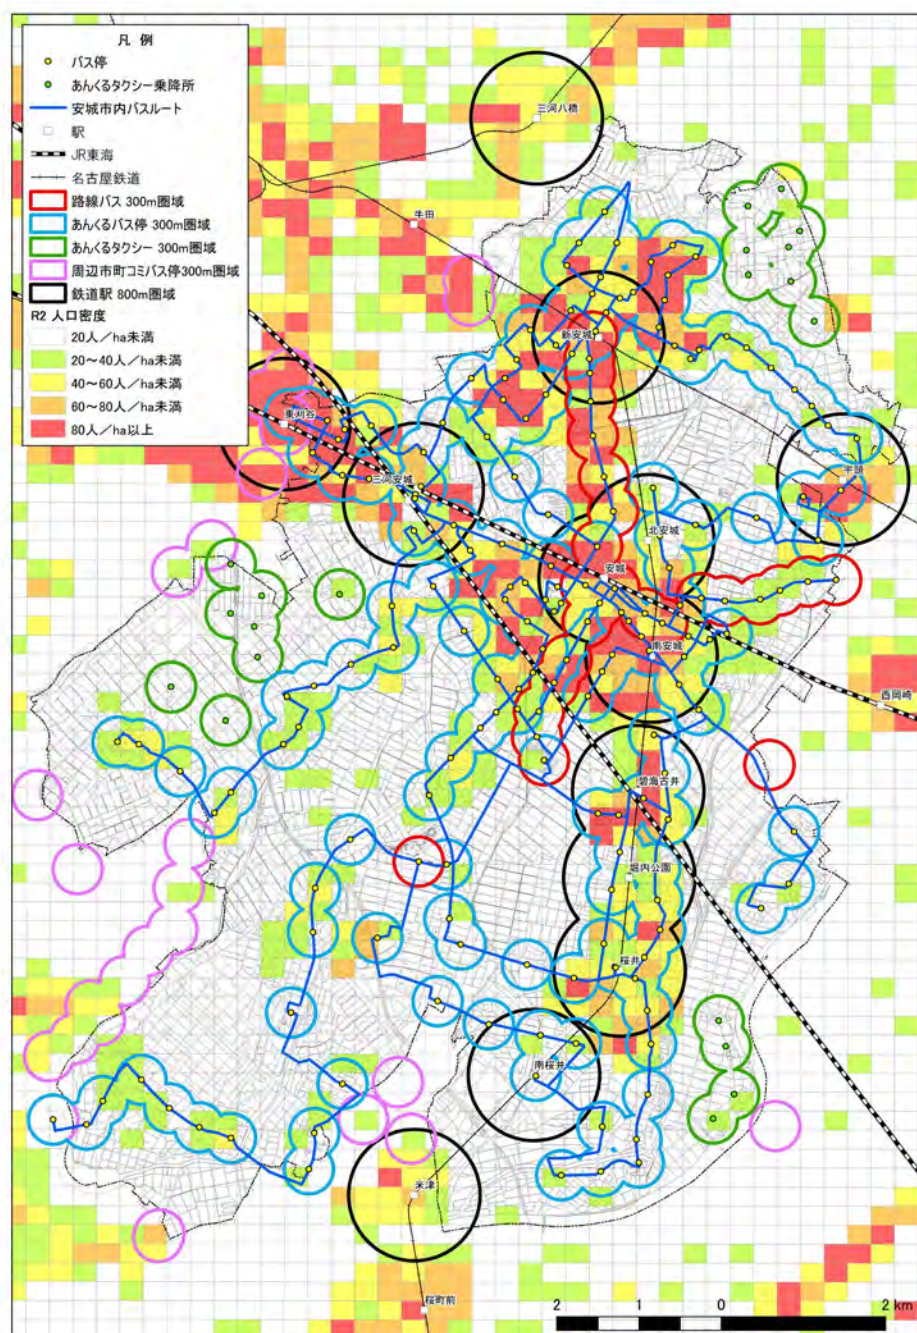 凡 例
バス停
あんくるタクシー乗降所
安城市内バスルート
駅
JR東海
名古屋鉄道
路線バス 300m圏域
あんくるバス停 300m圏域
あんくるタクシー 300m圏域
周辺市町コミバス停300m圏域
鉄道駅 800m圏域
R2 人口密度
20人/ha未満
20~40人/ha未満
40~60人/ha未満
60~80人/ha未満
80人/ha以上
三河八橋
牛田
新安城
東刈谷
三河安城
宇頭
北安城
安城
南安城
西岡崎
碧海古井
堀内公園
桜井
南桜井
米津
桜町前
2 1 0 2 km